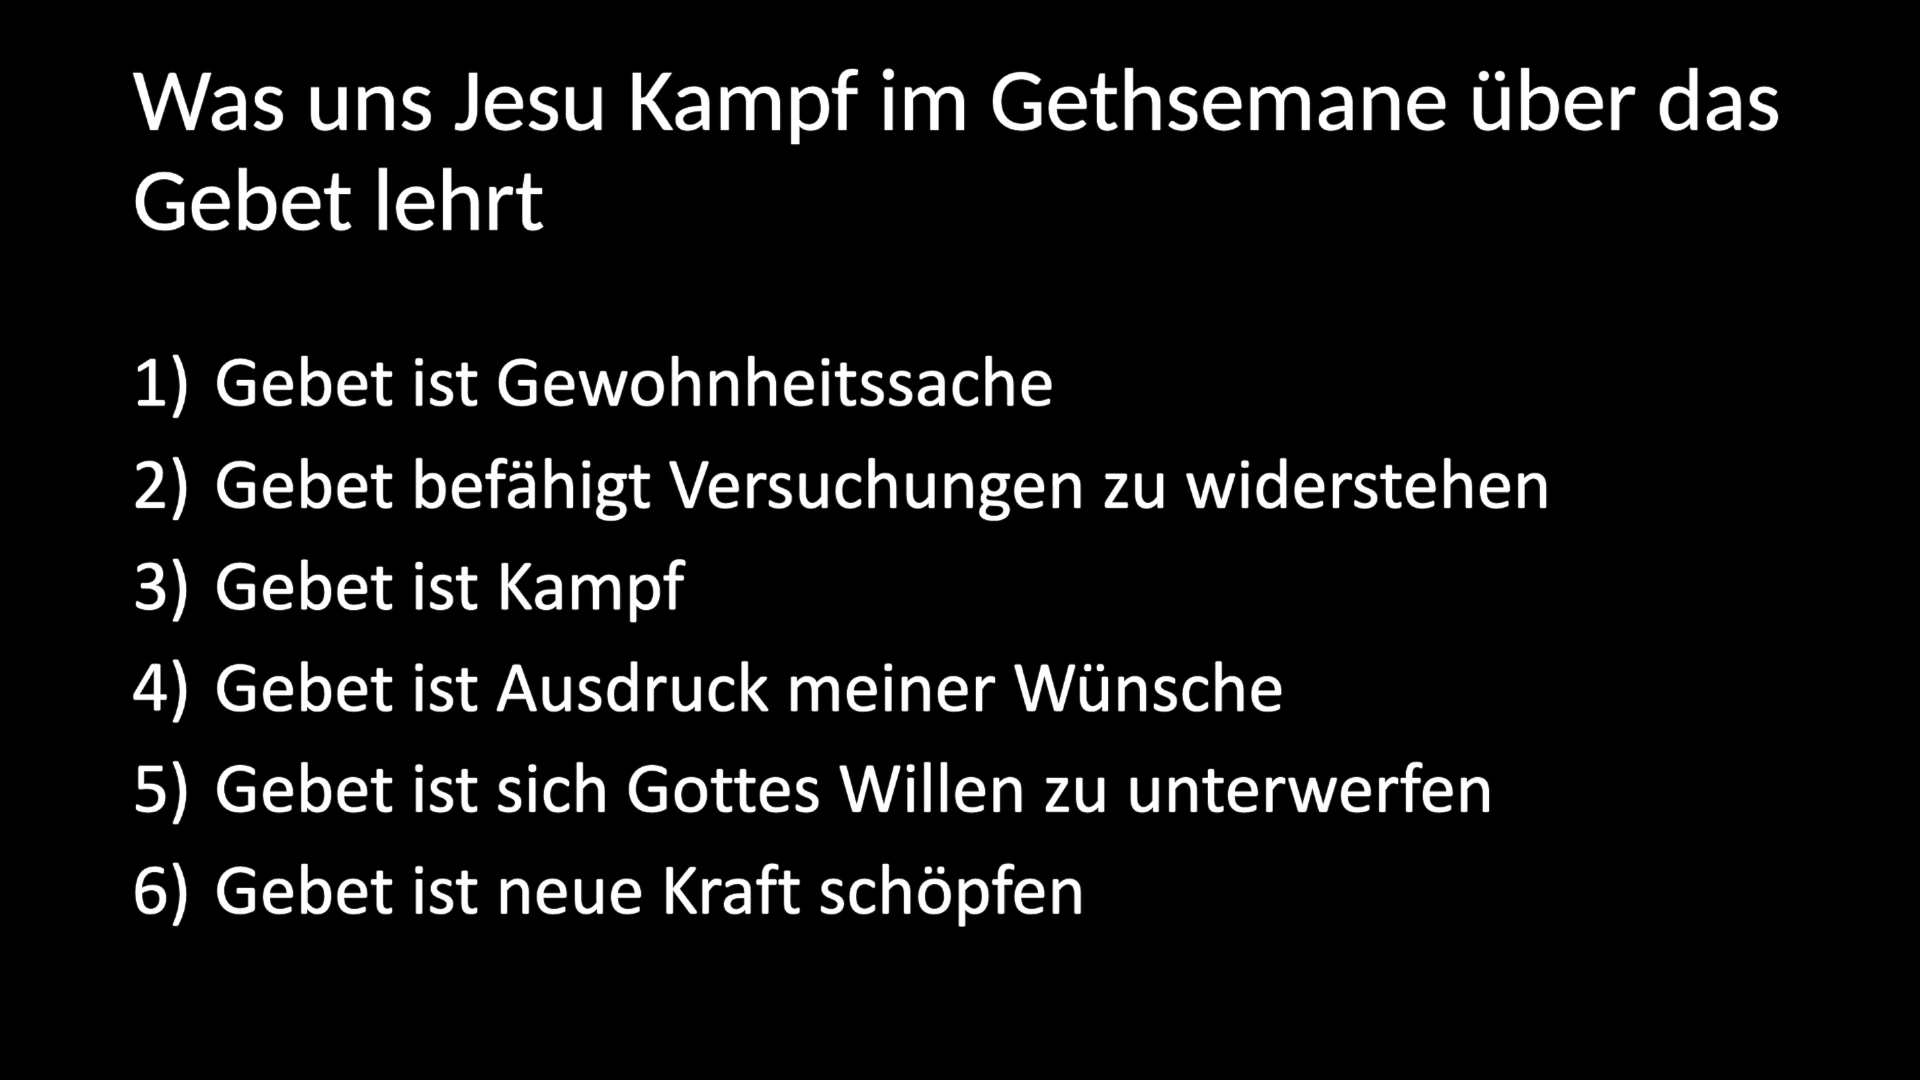 Was uns Jesu Kampf im Gethsemane über das
Gebet lehrt
1) Gebet ist Gewohnheitssache
2) Gebet befähigt Versuchungen zu widerstehen
3) Gebet ist Kampf
4) Gebet ist Ausdruck meiner Wünsche
5) Gebet ist sich Gottes Willen zu unterwerfen
6) Gebet ist neue Kraft schöpfen